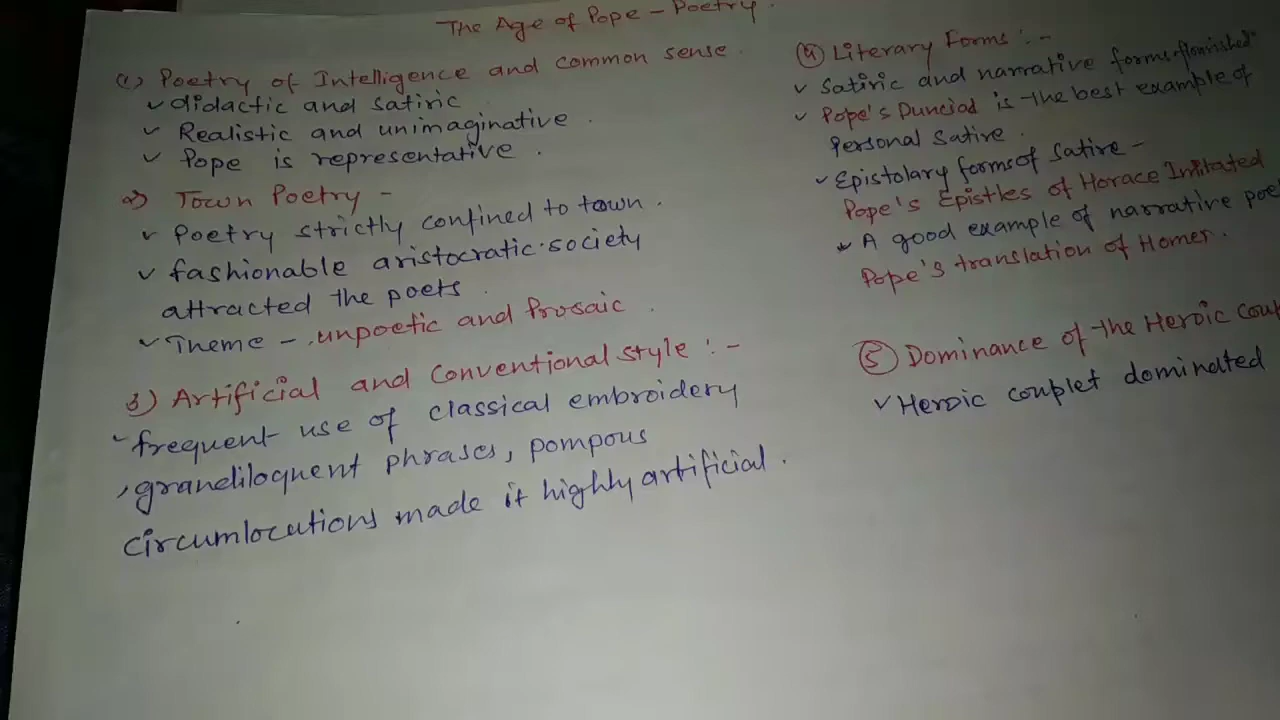 The Age of Pope - Poetry.
(1) Poetry of Intelligence and common sense.
✓ didactic and satiric
✓ Realistic and unimaginative.
✓ Pope is representative.
2) Town Poetry -
✓ Poetry strictly confined to town.
✓ fashionable aristocratic society
attracted the poets.
✓ Theme - unpoetic and Prosaic.
3) Artificial and Conventional style :-
✓ frequent use of classical embroidery
, grandiloquent phrases, pompous
circumlocutions made it highly artificial.
(4) Literary Forms :-
✓ Satiric and narrative forms flourished
✓ Pope's Dunciad is the best example of
Personal Satire.
✓ Epistolary forms of Satire -
Pope's Epistles of Horace Imitated
* A good example of narrative poe
Pope's translation of Homer.
(5) Dominance of the Heroic Coup
✓ Heroic couplet dominated